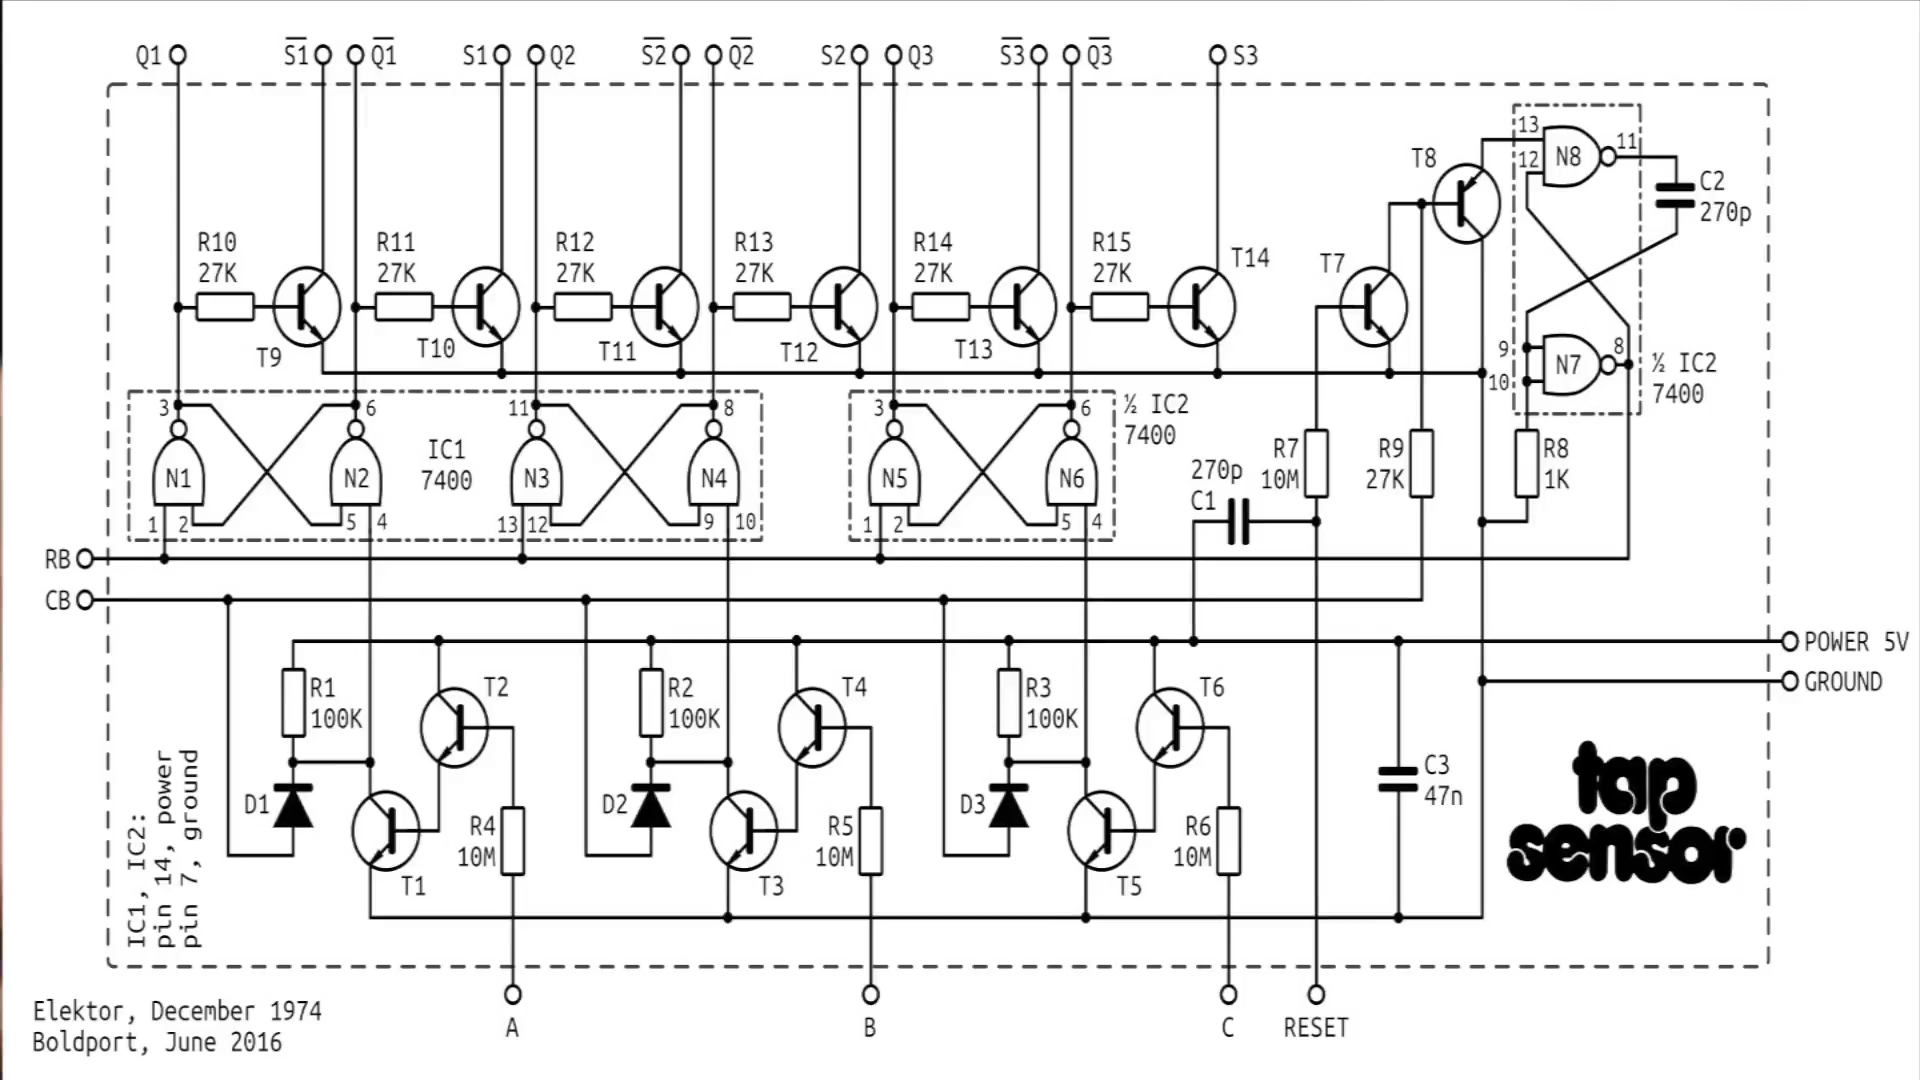 Q1 S1 Q1 S1 Q2 S2 Q2 S2 Q3 S3 Q3 S3
13
N8
11
12
T8
C2
270p
R10
27K
R11
27K
R12
27K
R13
27K
R14
27K
R15
27K
T14
T7
T9
T10
T11
T12
T13
9
N7
8
10
½ IC2
7400
3
6
11
8
3
6
½ IC2
7400
IC1
7400
N1
N2
N3
N4
N5
N6
1 2
5 4
13 12
9 10
1 2
5 4
270p
C1
R7
10M
R9
27K
R8
1K
RB
CB
POWER 5V
GROUND
R1
100K
T2
R2
100K
T4
R3
100K
T6
D1
D2
D3
R4
10M
R5
10M
R6
10M
C3
47n
T1
T3
T5
IC1, IC2:
pin 14, power
pin 7, ground
tap
sensor
Elektor, December 1974
Boldport, June 2016
A
B
C
RESET